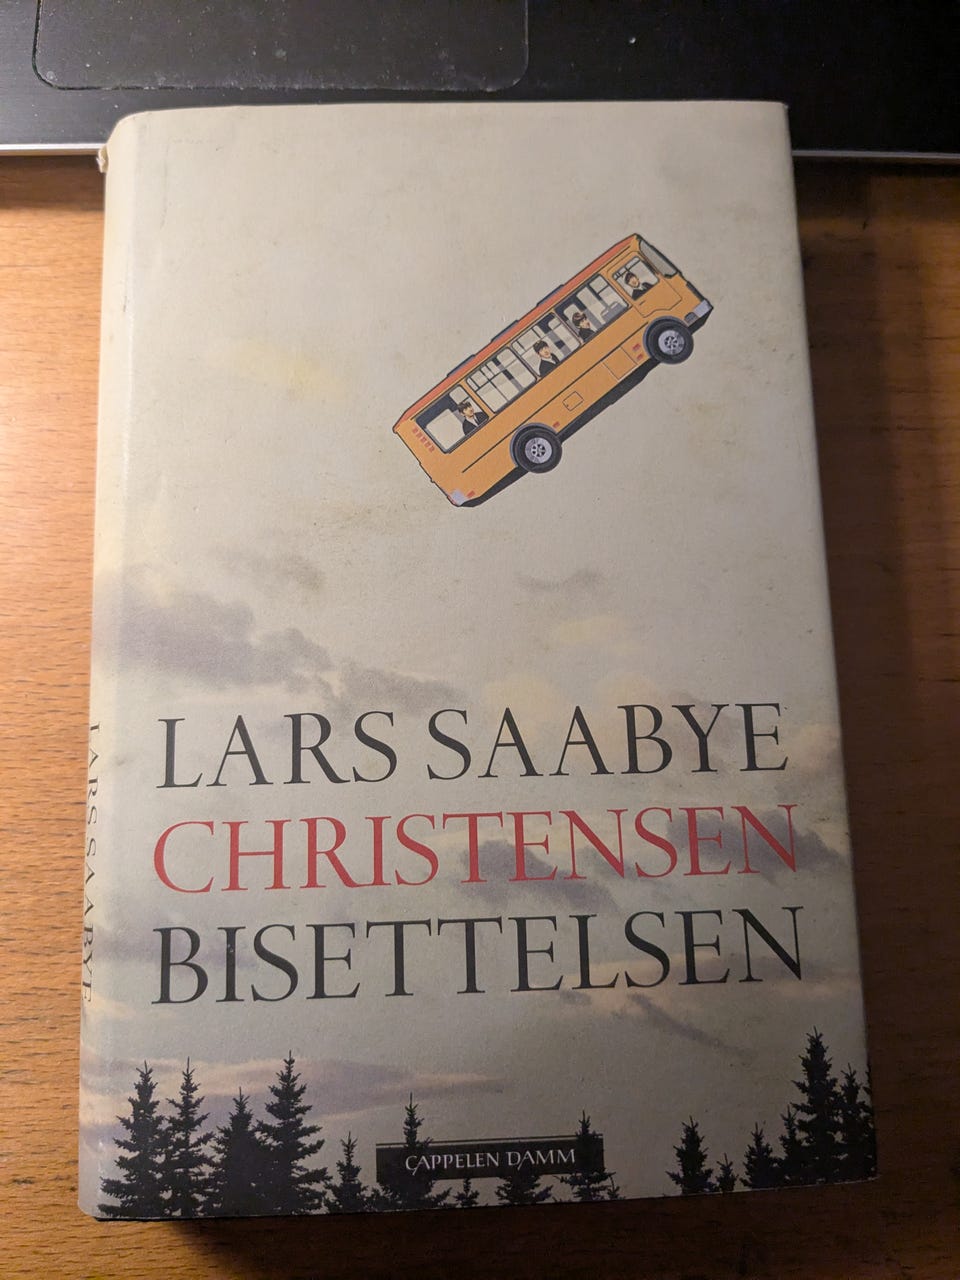 LARS SAABYE
CHRISTENSEN
BISETTELSEN
CAPPELEN DAMM
LARS SAABYE